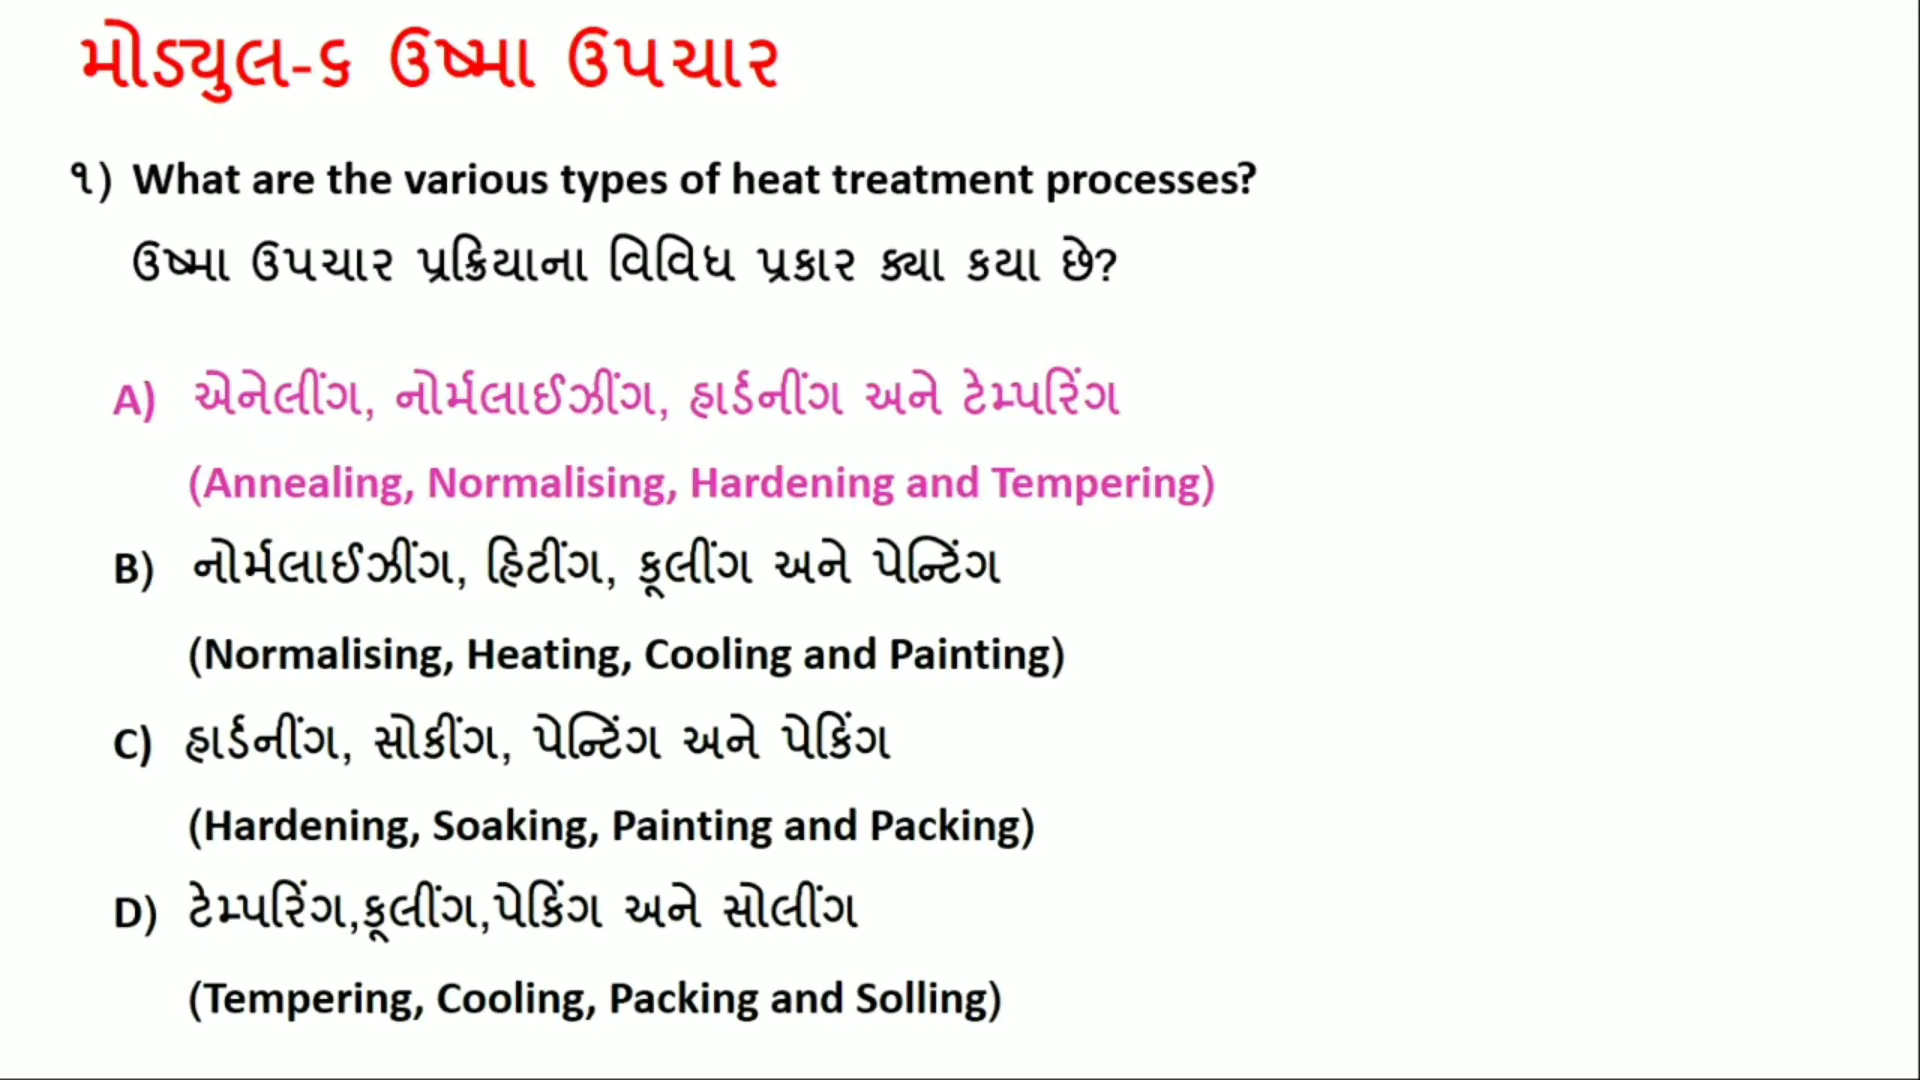 મોડ્યુલ-૬ ઉષ્મા ઉપચાર
૧) What are the various types of heat treatment processes?
ઉષ્મા ઉપચાર પ્રક્રિયાના વિવિધ પ્રકાર ક્યા કયા છે?
A) એનેલીંગ, નોર્મલાઈઝીંગ, હાર્ડનીંગ અને ટેમ્પરિંગ
(Annealing, Normalising, Hardening and Tempering)
B) નોર્મલાઈઝીંગ, હિટીંગ, કૂલીંગ અને પેન્ટિંગ
(Normalising, Heating, Cooling and Painting)
C) હાર્ડનીંગ, સોકીંગ, પેન્ટિંગ અને પેકિંગ
(Hardening, Soaking, Painting and Packing)
D) ટેમ્પરિંગ,કૂલીંગ,પેકિંગ અને સોલીંગ
(Tempering, Cooling, Packing and Solling)